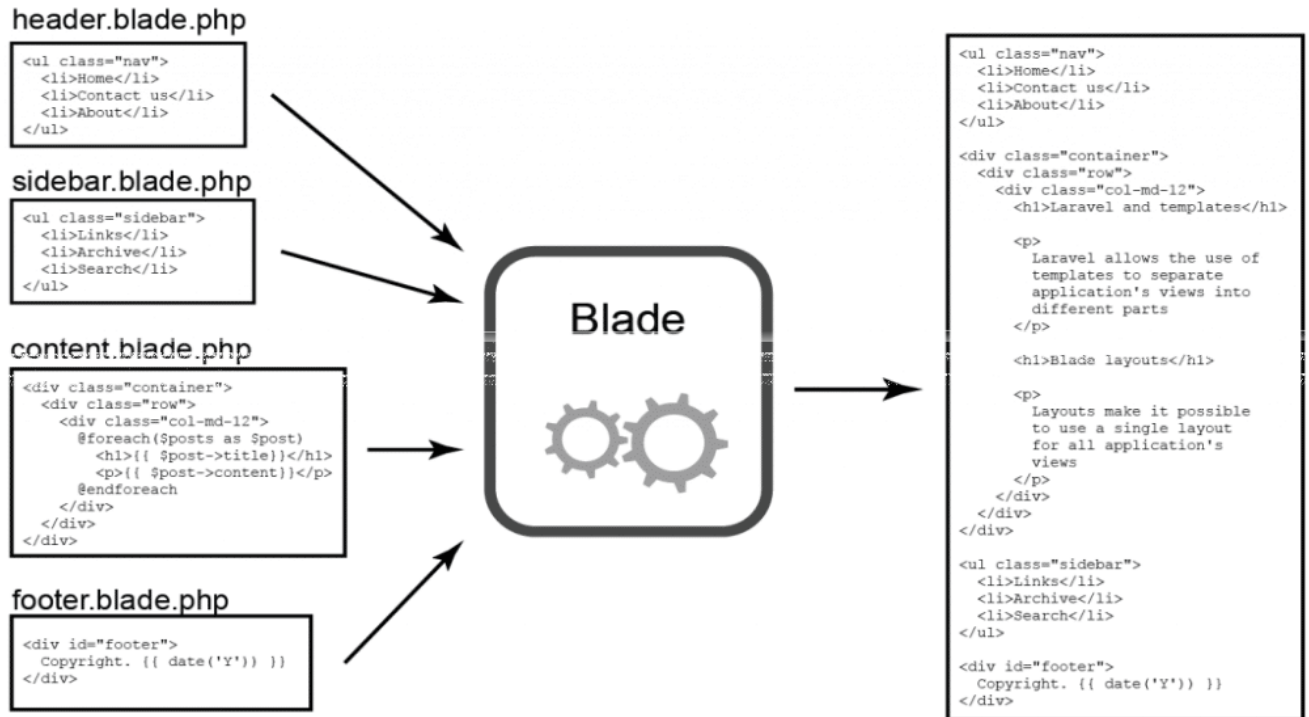 header.blade.php
<ul class="nav">
  <li>Home</li>
  <li>Contact us</li>
  <li>About</li>
</ul>
sidebar.blade.php
<ul class="sidebar">
  <li>Links</li>
  <li>Archive</li>
  <li>Search</li>
</ul>
content.blade.php
<div class="container">
  <div class="row">
    <div class="col-md-12">
      @foreach($posts as $post)
        <h1>{{ $post->title}}</h1>
        <p>{{ $post->content}}</p>
      @endforeach
    </div>
  </div>
</div>
footer.blade.php
<div id="footer">
  Copyright. {{ date('Y')) }}
</div>
Blade
<ul class="nav">
  <li>Home</li>
  <li>Contact us</li>
  <li>About</li>
</ul>
<div class="container">
  <div class="row">
    <div class="col-md-12">
      <h1>Laravel and templates</h1>
      <p>
        Laravel allows the use of
        templates to separate
        application's views into
        different parts
      </p>
      <h1>Blade layouts</h1>
      <p>
        Layouts make it possible
        to use a single layout
        for all application's
        views
      </p>
    </div>
  </div>
</div>
<ul class="sidebar">
  <li>Links</li>
  <li>Archive</li>
  <li>Search</li>
</ul>
<div id="footer">
  Copyright. {{ date('Y')) }}
</div>